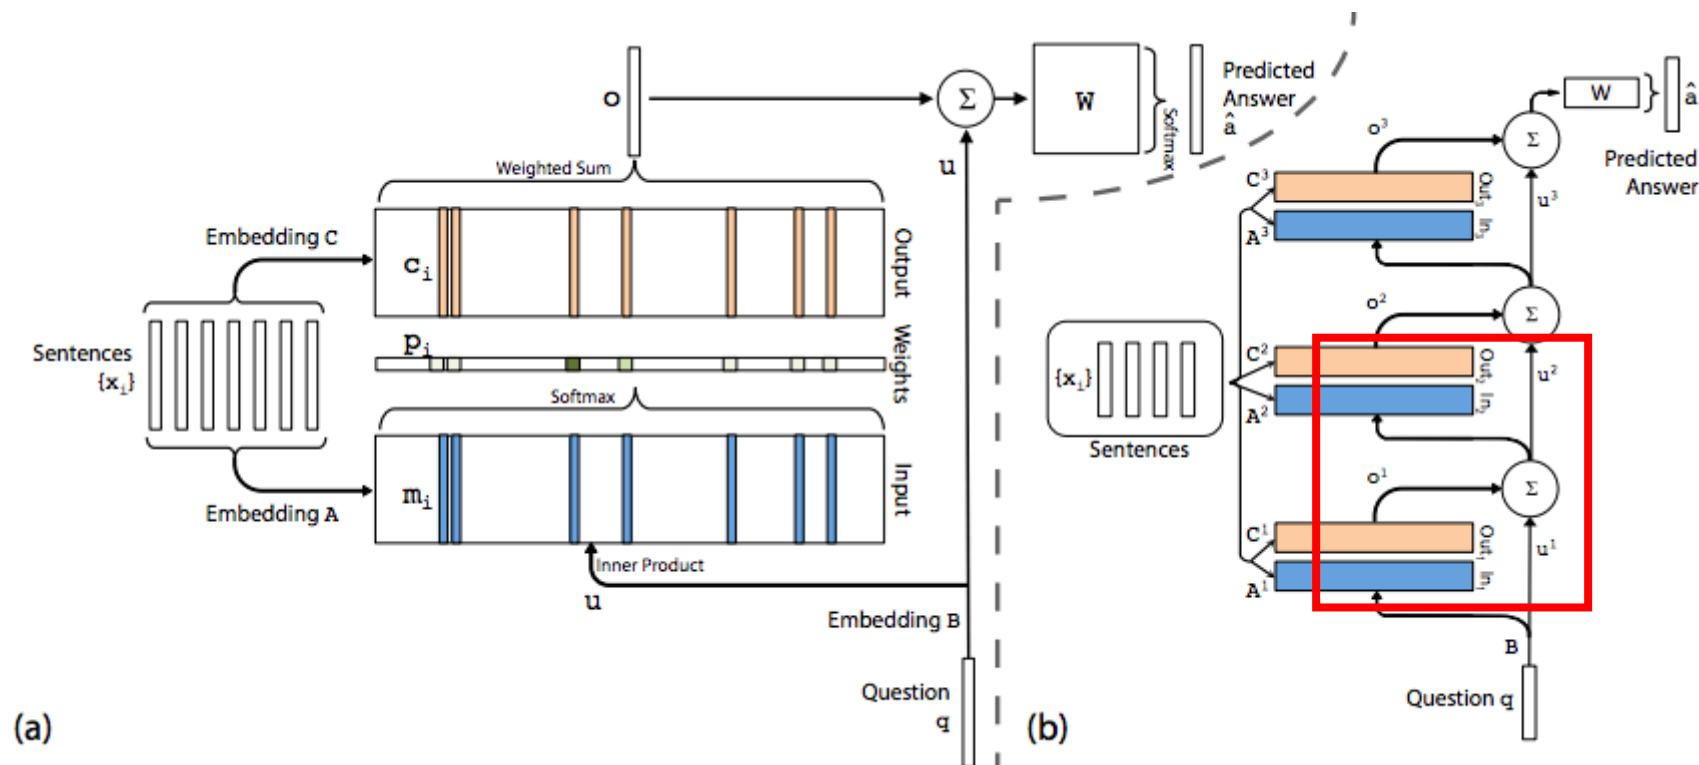 o
Σ
W
Softmax
Predicted
Answer
â
u
Weighted Sum
Embedding C
c_i
Output
Sentences
{x_i}
p_i
Weights
Softmax
m_i
Input
Embedding A
Inner Product
u
Embedding B
Question
q
(a)
W
â
Predicted
Answer
Σ
o³
C³
Out₃
A³
In₃
u³
o²
Σ
C²
Out₂
A²
In₂
u²
{x_i}
Sentences
o¹
Σ
C¹
Out₁
A¹
In₁
u¹
B
Question q
(b)